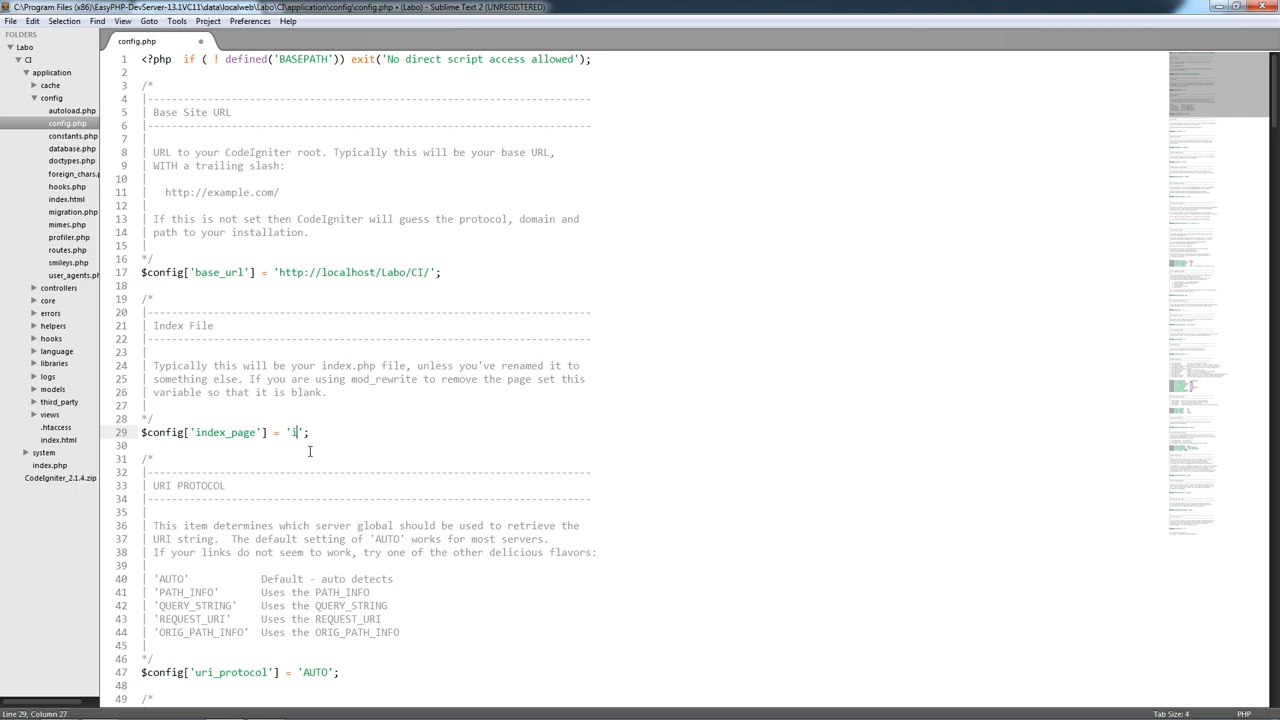 C:\Program Files (x86)\EasyPHP-DevServer-13.1VC11\data\localweb\Labo\CI\application\config\config.php • (Labo) - Sublime Text 2 (UNREGISTERED)
File Edit Selection Find View Goto Tools Project Preferences Help
FOLDERS
Labo
CI
application
cache
config
autoload.php
config.php
constants.php
database.php
doctypes.php
foreign_chars.
hooks.php
index.html
migration.php
mimes.php
profiler.php
routes.php
smileys.php
user_agents.ph
controllers
core
errors
helpers
hooks
language
libraries
logs
models
third_party
views
.htaccess
index.html
system
index.php
CodeIgniter_2.1.4.zip
config.php
1 <?php  if ( ! defined('BASEPATH')) exit('No direct script access allowed');
2
3 /*
4 |--------------------------------------------------------------------------
5 | Base Site URL
6 |--------------------------------------------------------------------------
7 |
8 | URL to your CodeIgniter root. Typically this will be your base URL,
9 | WITH a trailing slash:
10 |
11 |   http://example.com/
12 |
13 | If this is not set then CodeIgniter will guess the protocol, domain and
14 | path to your installation.
15 |
16 */
17 $config['base_url'] = 'http://localhost/Labo/CI/';
18
19 /*
20 |--------------------------------------------------------------------------
21 | Index File
22 |--------------------------------------------------------------------------
23 |
24 | Typically this will be your index.php file, unless you've renamed it to
25 | something else. If you are using mod_rewrite to remove the page set this
26 | variable so that it is blank.
27 |
28 */
29 $config['index_page'] = 'i';
30
31 /*
32 |--------------------------------------------------------------------------
33 | URI PROTOCOL
34 |--------------------------------------------------------------------------
35 |
36 | This item determines which server global should be used to retrieve the
37 | URI string.  The default setting of 'AUTO' works for most servers.
38 | If your links do not seem to work, try one of the other delicious flavors:
39 |
40 | 'AUTO'            Default - auto detects
41 | 'PATH_INFO'       Uses the PATH_INFO
42 | 'QUERY_STRING'    Uses the QUERY_STRING
43 | 'REQUEST_URI'     Uses the REQUEST_URI
44 | 'ORIG_PATH_INFO'  Uses the ORIG_PATH_INFO
45 |
46 */
47 $config['uri_protocol'] = 'AUTO';
48
49 /*
Line 29, Column 27
Tab Size: 4
PHP